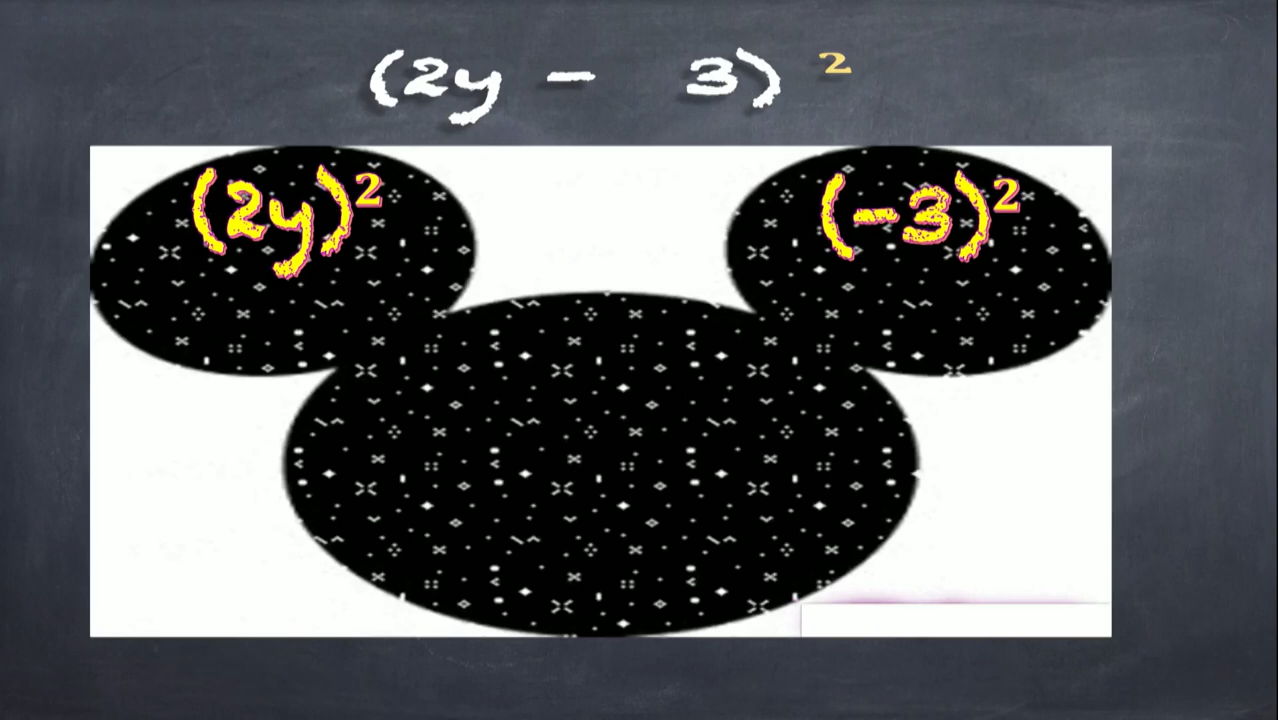 (2y - 3) ²
(2y)² (-3)²